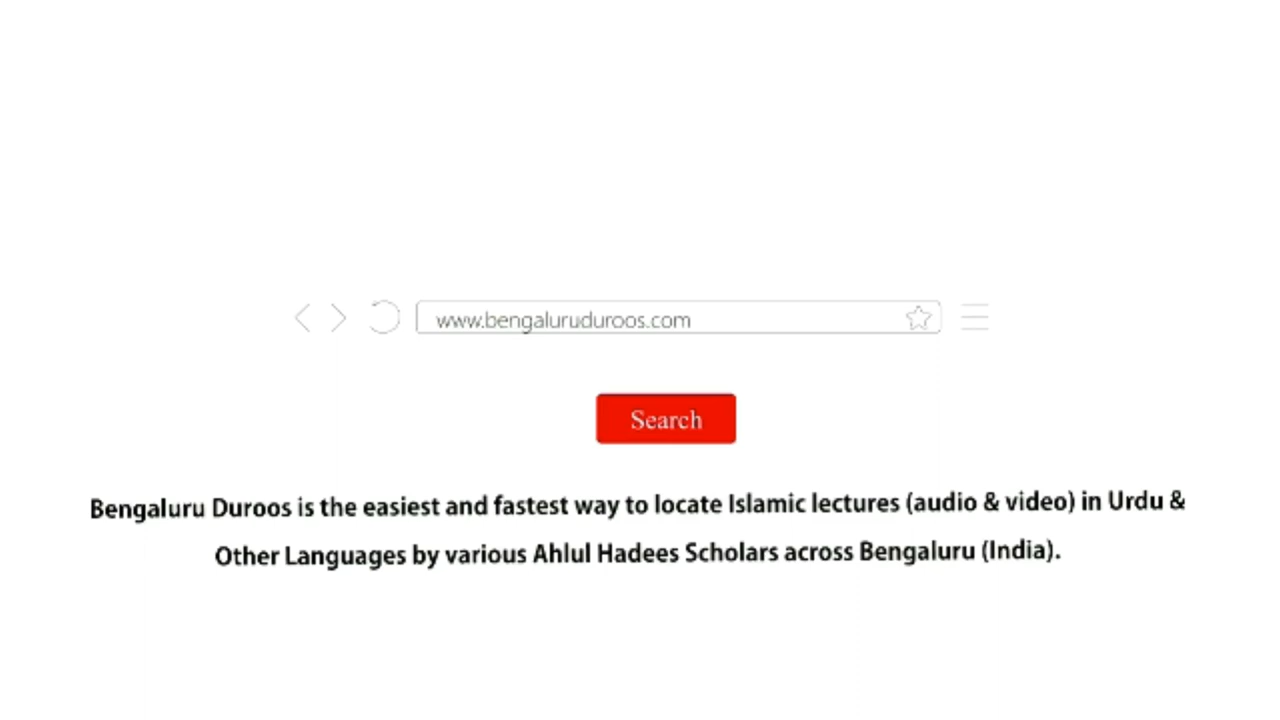 www.bengaluruduroos.com
Search
Bengaluru Duroos is the easiest and fastest way to locate Islamic lectures (audio & video) in Urdu &
Other Languages by various Ahlul Hadees Scholars across Bengaluru (India).